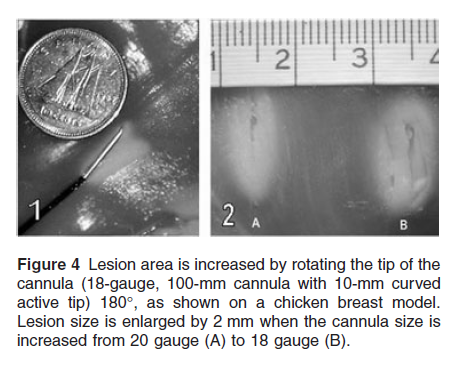 1
1 2 3 4
2 A B
Figure 4 Lesion area is increased by rotating the tip of the
cannula (18-gauge, 100-mm cannula with 10-mm curved
active tip) 180°, as shown on a chicken breast model.
Lesion size is enlarged by 2 mm when the cannula size is
increased from 20 gauge (A) to 18 gauge (B).